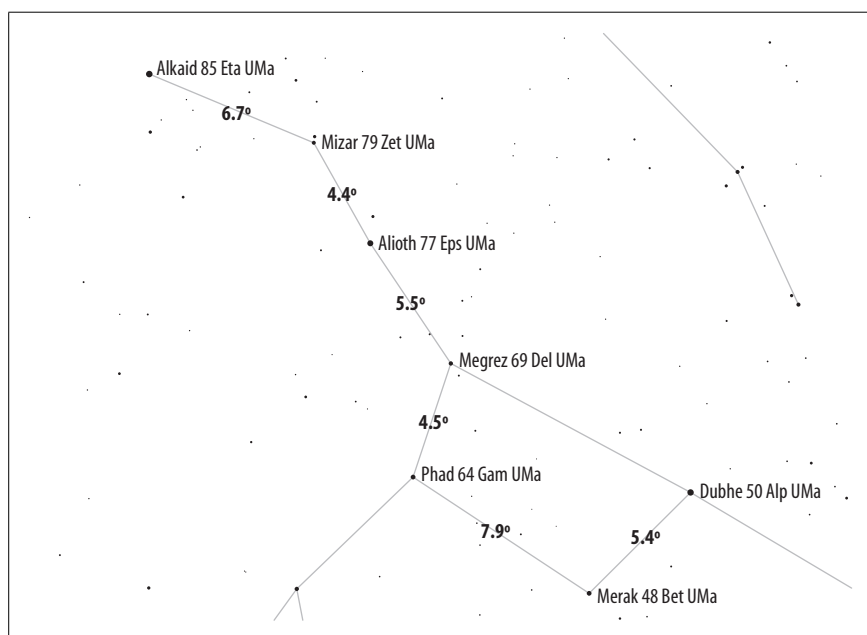 Alkaid 85 Eta UMa
6.7º
Mizar 79 Zet UMa
4.4º
Alioth 77 Eps UMa
5.5º
Megrez 69 Del UMa
4.5º
Phad 64 Gam UMa
Dubhe 50 Alp UMa
7.9º
5.4º
Merak 48 Bet UMa